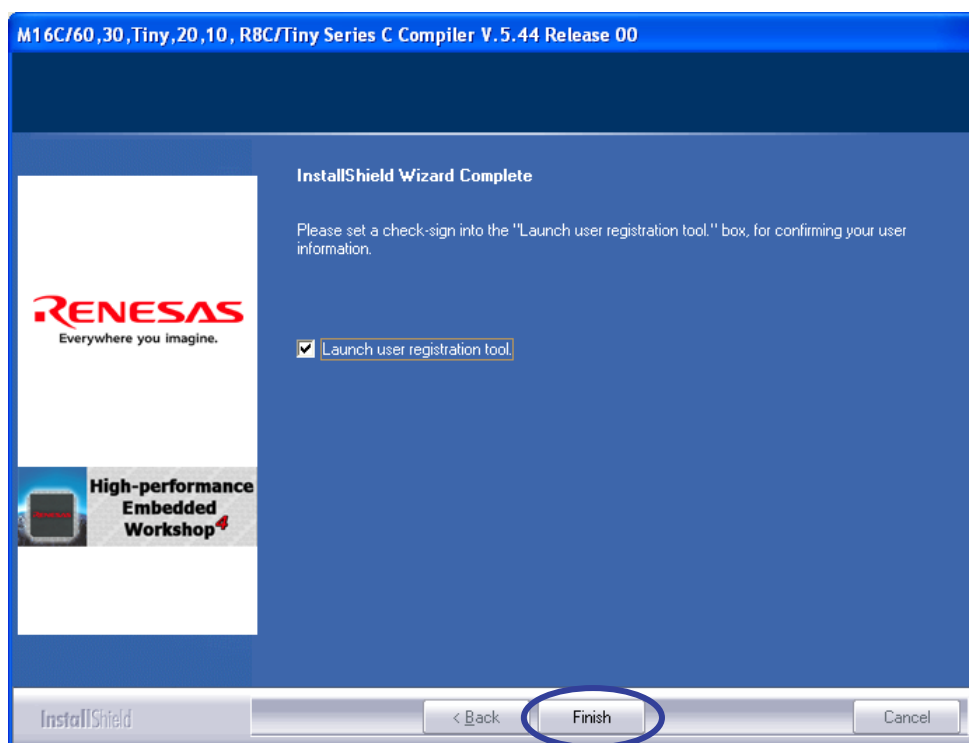 M16C/60,30,Tiny,20,10, R8C/Tiny Series C Compiler V.5.44 Release 00
InstallShield Wizard Complete
Please set a check-sign into the "Launch user registration tool." box, for confirming your user
information.
RENESAS
Everywhere you imagine.
Launch user registration tool.
High-performance
Embedded
Workshop4
InstallShield
< Back
Finish
Cancel